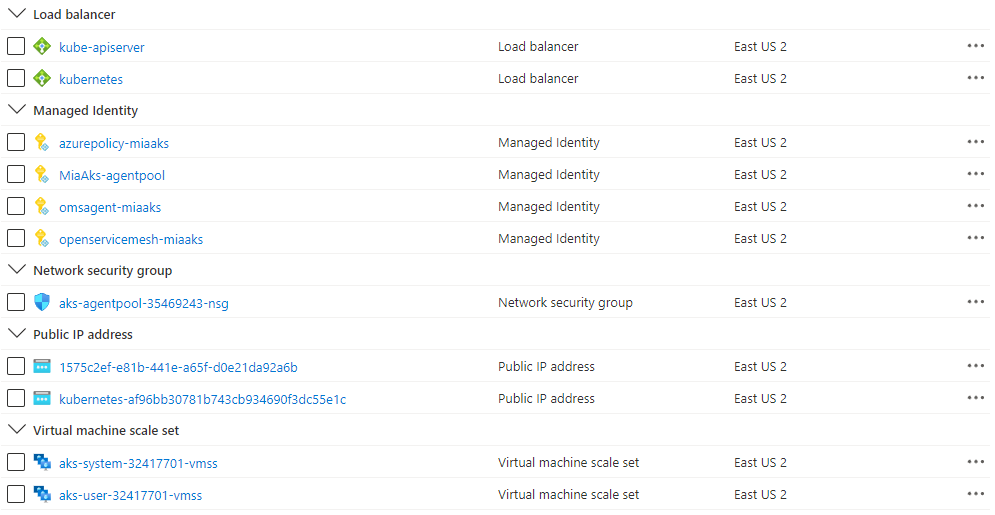 Load balancer
kube-apiserver Load balancer East US 2
kubernetes Load balancer East US 2
Managed Identity
azurepolicy-miaaks Managed Identity East US 2
MiaAks-agentpool Managed Identity East US 2
omsagent-miaaks Managed Identity East US 2
openservicemesh-miaaks Managed Identity East US 2
Network security group
aks-agentpool-35469243-nsg Network security group East US 2
Public IP address
1575c2ef-e81b-441e-a65f-d0e21da92a6b Public IP address East US 2
kubernetes-af96bb30781b743cb934690f3dc55e1c Public IP address East US 2
Virtual machine scale set
aks-system-32417701-vmss Virtual machine scale set East US 2
aks-user-32417701-vmss Virtual machine scale set East US 2